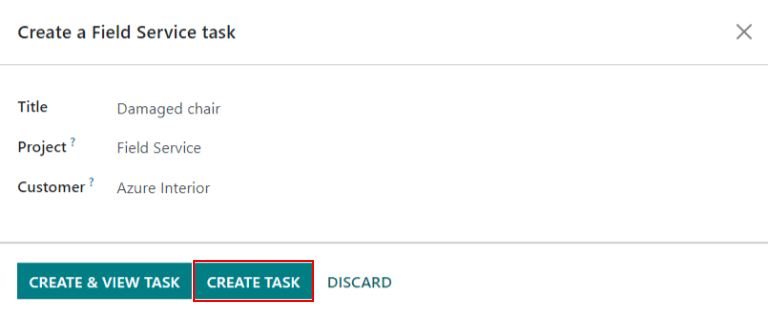 Create a Field Service task
Title Damaged chair
Project ? Field Service
Customer ? Azure Interior
CREATE & VIEW TASK CREATE TASK DISCARD